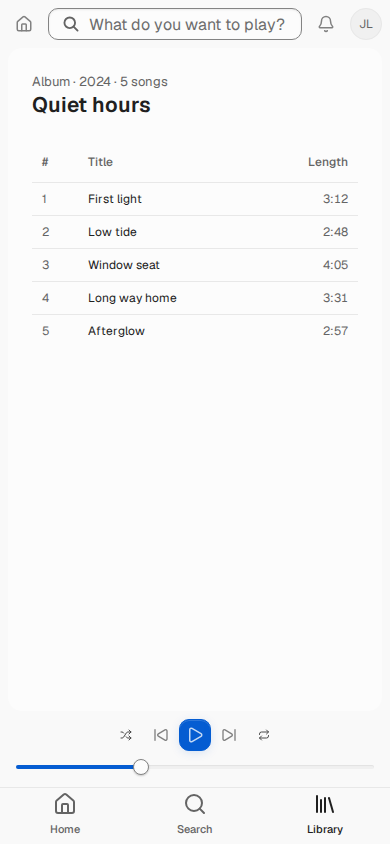 What do you want to play?
JL
Album · 2024 · 5 songs
Quiet hours
# Title Length
1 First light 3:12
2 Low tide 2:48
3 Window seat 4:05
4 Long way home 3:31
5 Afterglow 2:57
Home Search Library